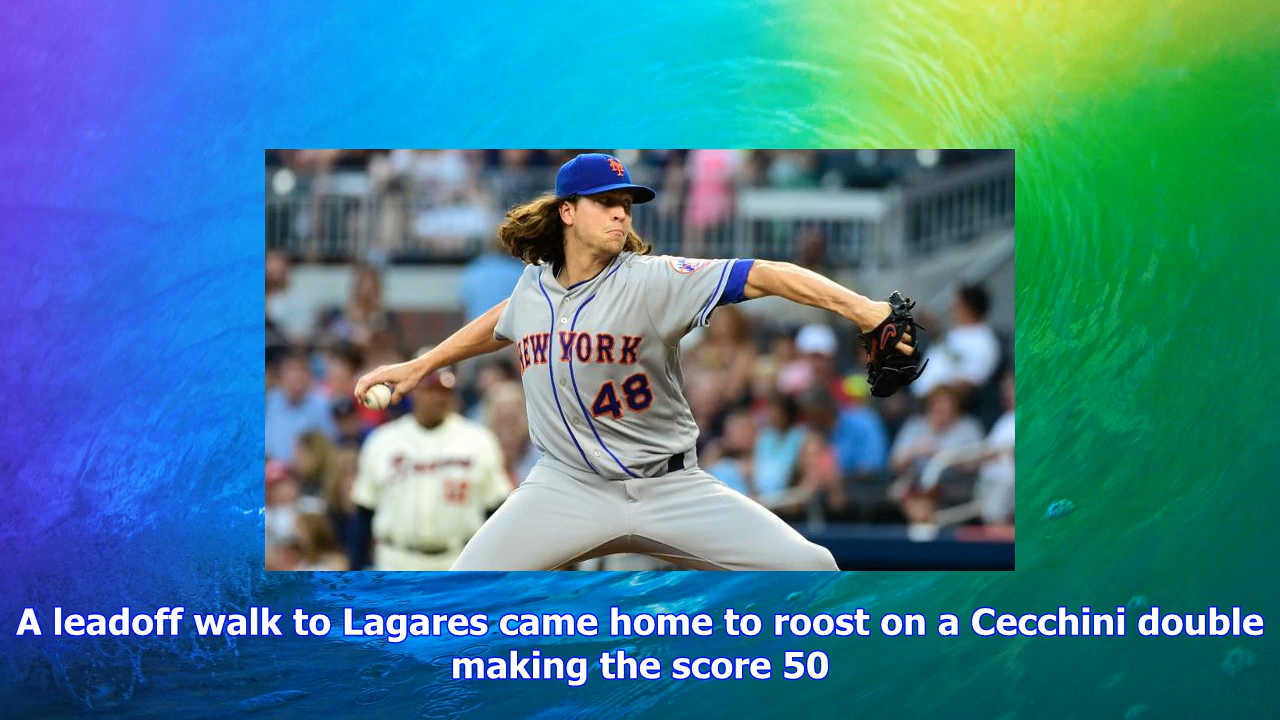 NEW YORK
48
A leadoff walk to Lagares came home to roost on a Cecchini double
making the score 50